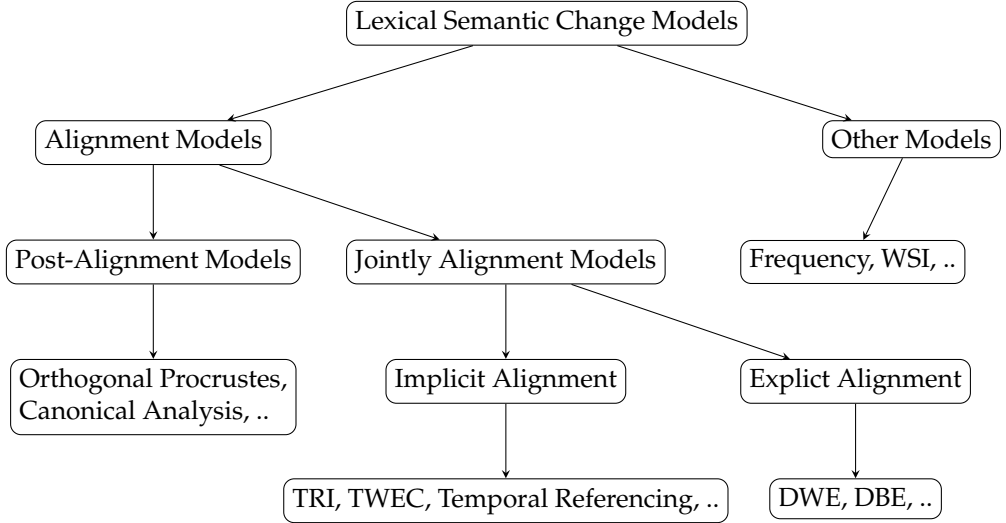 Lexical Semantic Change Models
Alignment Models
Other Models
Post-Alignment Models
Jointly Alignment Models
Frequency, WSI, ..
Orthogonal Procrustes,
Canonical Analysis, ..
Implicit Alignment
Explict Alignment
TRI, TWEC, Temporal Referencing, ..
DWE, DBE, ..